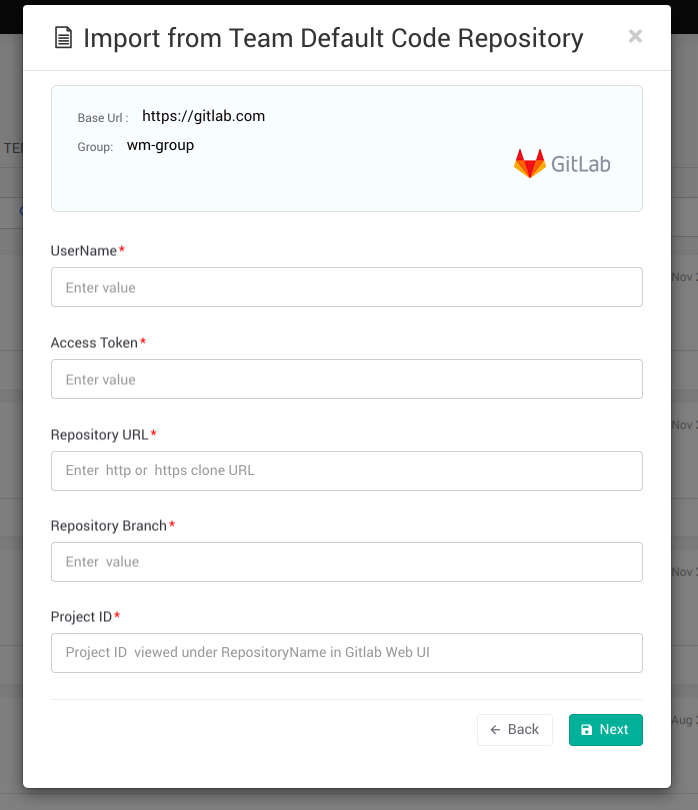 Import from Team Default Code Repository
×
Base Url : https://gitlab.com
Group: wm-group
GitLab
UserName*
Enter value
Access Token*
Enter value
Repository URL*
Enter http or https clone URL
Repository Branch*
Enter value
Project ID*
Project ID viewed under RepositoryName in Gitlab Web UI
← Back
Next
Nov
Nov
Nov
Aug